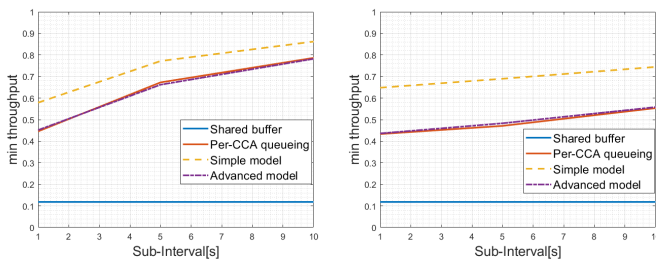 1
0.9
0.8
0.7
0.6
0.5
0.4
0.3
0.2
0.1
0
min throughput
Shared buffer
Per-CCA queueing
Simple model
Advanced model
1 2 3 4 5 6 7 8 9 10
Sub-Interval[s]
1
0.9
0.8
0.7
0.6
0.5
0.4
0.3
0.2
0.1
0
min throughput
Shared buffer
Per-CCA queueing
Simple model
Advanced model
1 2 3 4 5 6 7 8 9 10
Sub-Interval[s]